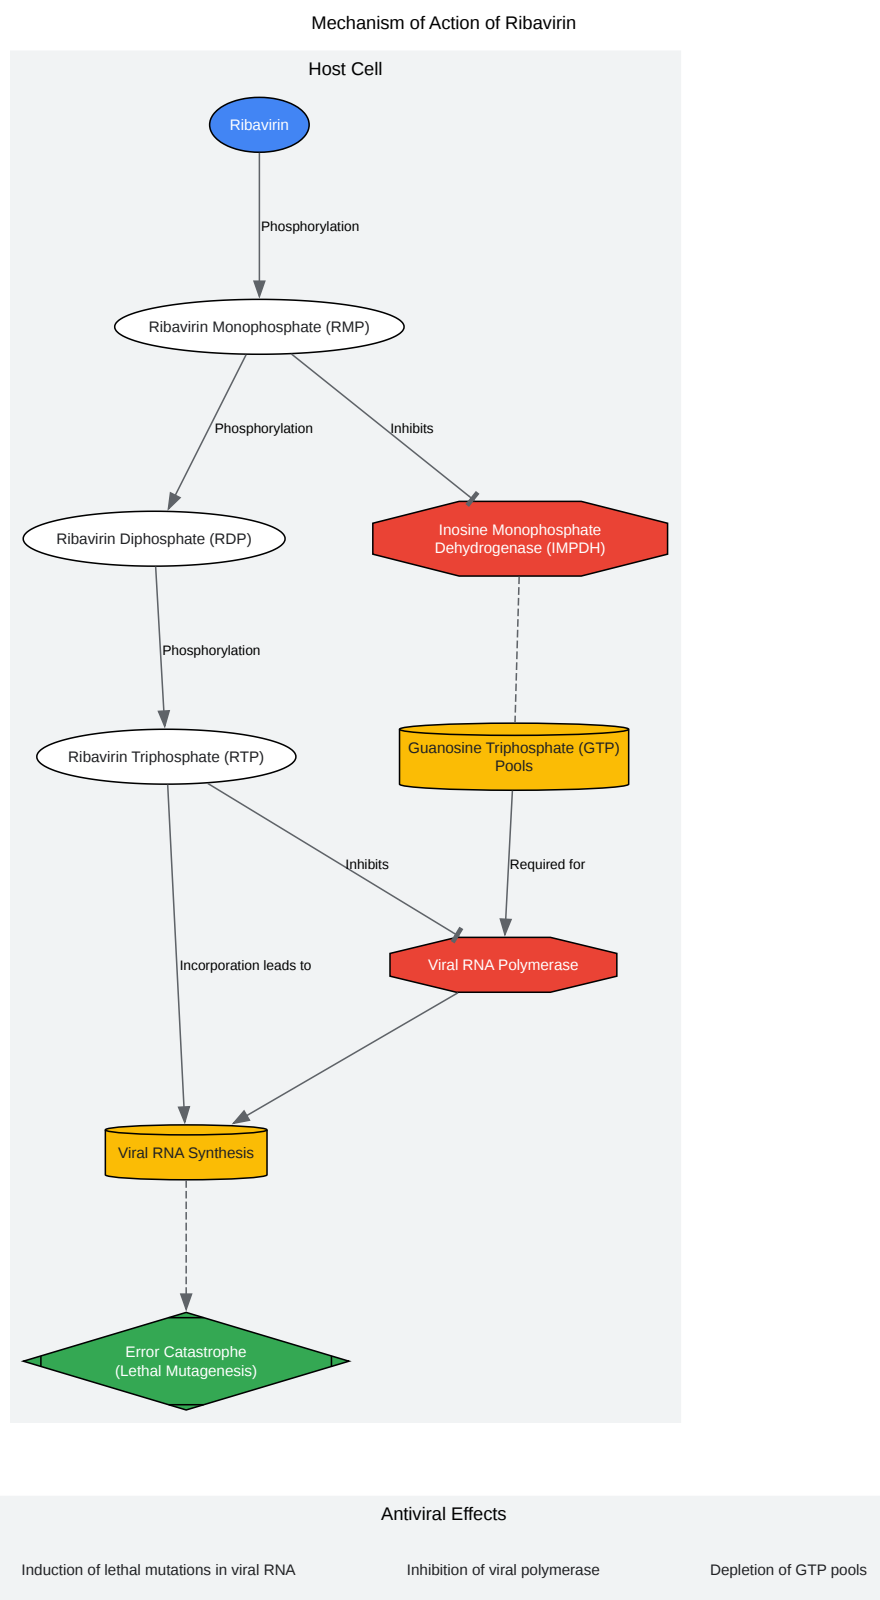 Mechanism of Action of Ribavirin
Host Cell
Ribavirin
Phosphorylation
Ribavirin Monophosphate (RMP)
Phosphorylation
Inhibits
Ribavirin Diphosphate (RDP)
Inosine Monophosphate
Dehydrogenase (IMPDH)
Phosphorylation
Ribavirin Triphosphate (RTP)
Guanosine Triphosphate (GTP)
Pools
Inhibits
Required for
Incorporation leads to
Viral RNA Polymerase
Viral RNA Synthesis
Error Catastrophe
(Lethal Mutagenesis)
Antiviral Effects
Induction of lethal mutations in viral RNA
Inhibition of viral polymerase
Depletion of GTP pools